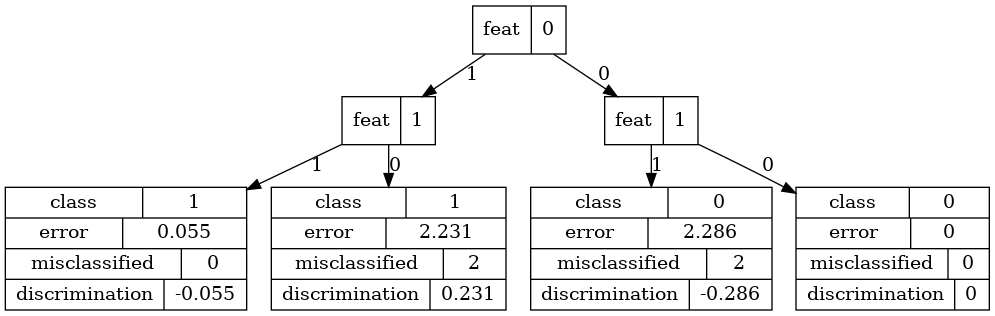 feat 0
1 0
feat 1 feat 1
1 0 1 0
class 1 class 1 class 0 class 0
error 0.055 error 2.231 error 2.286 error 0
misclassified 0 misclassified 2 misclassified 2 misclassified 0
discrimination -0.055 discrimination 0.231 discrimination -0.286 discrimination 0